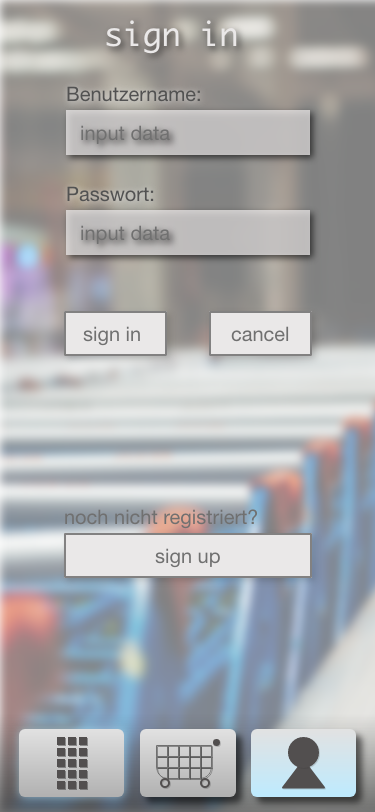 sign in
Benutzername:
input data
Passwort:
input data
sign in
cancel
noch nicht registriert?
sign up